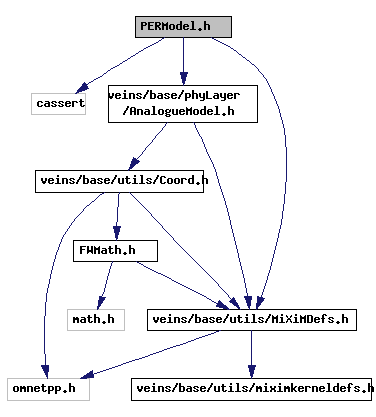 PERModel.h
cassert
veins/base/phyLayer
/AnalogueModel.h
veins/base/utils/Coord.h
FWMath.h
math.h
veins/base/utils/MiXiMDefs.h
omnetpp.h
veins/base/utils/miximkerneldefs.h